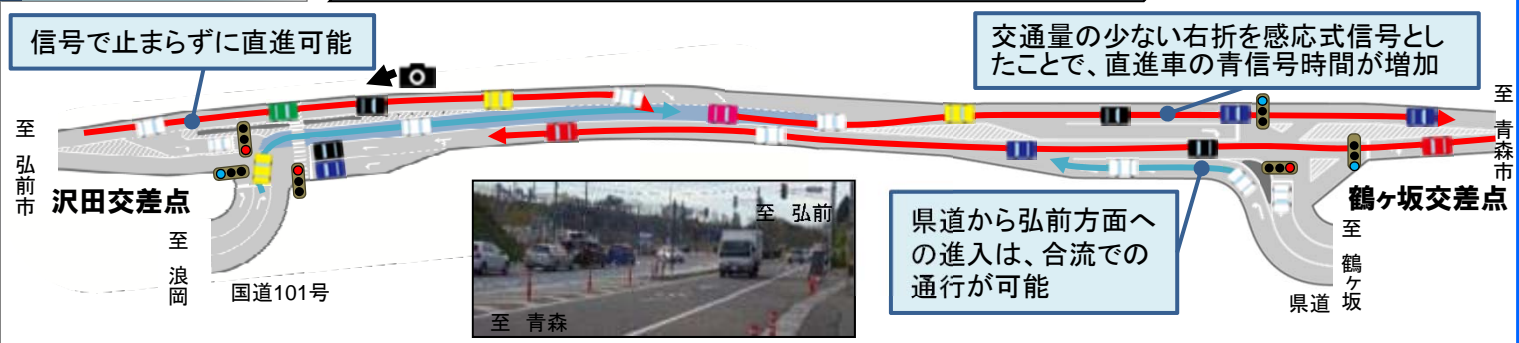 信号で止まらずに直進可能
交通量の少ない右折を感応式信号とし
たことで、直進車の青信号時間が増加
至 弘前市
沢田交差点
至 浪岡
国道101号
至 弘前
至 青森
県道から弘前方面へ
の進入は、合流での
通行が可能
至 青森市
鶴ヶ坂交差点
至 鶴ヶ坂
県道